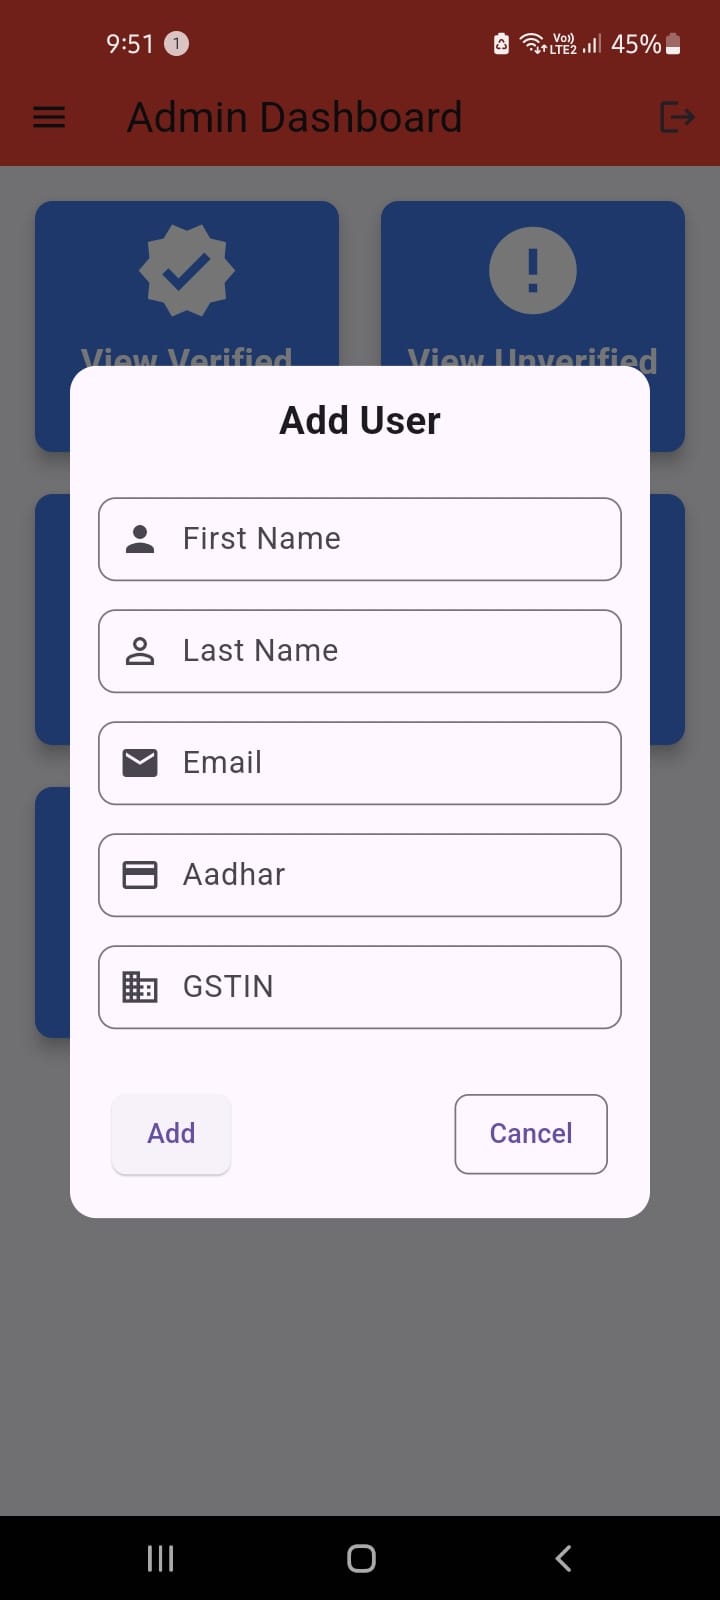 9:51 1 Vo)) LTE2 45%
Admin Dashboard
View Verified View Unverified
Add User
First Name
Last Name
Email
Aadhar
GSTIN
Add Cancel